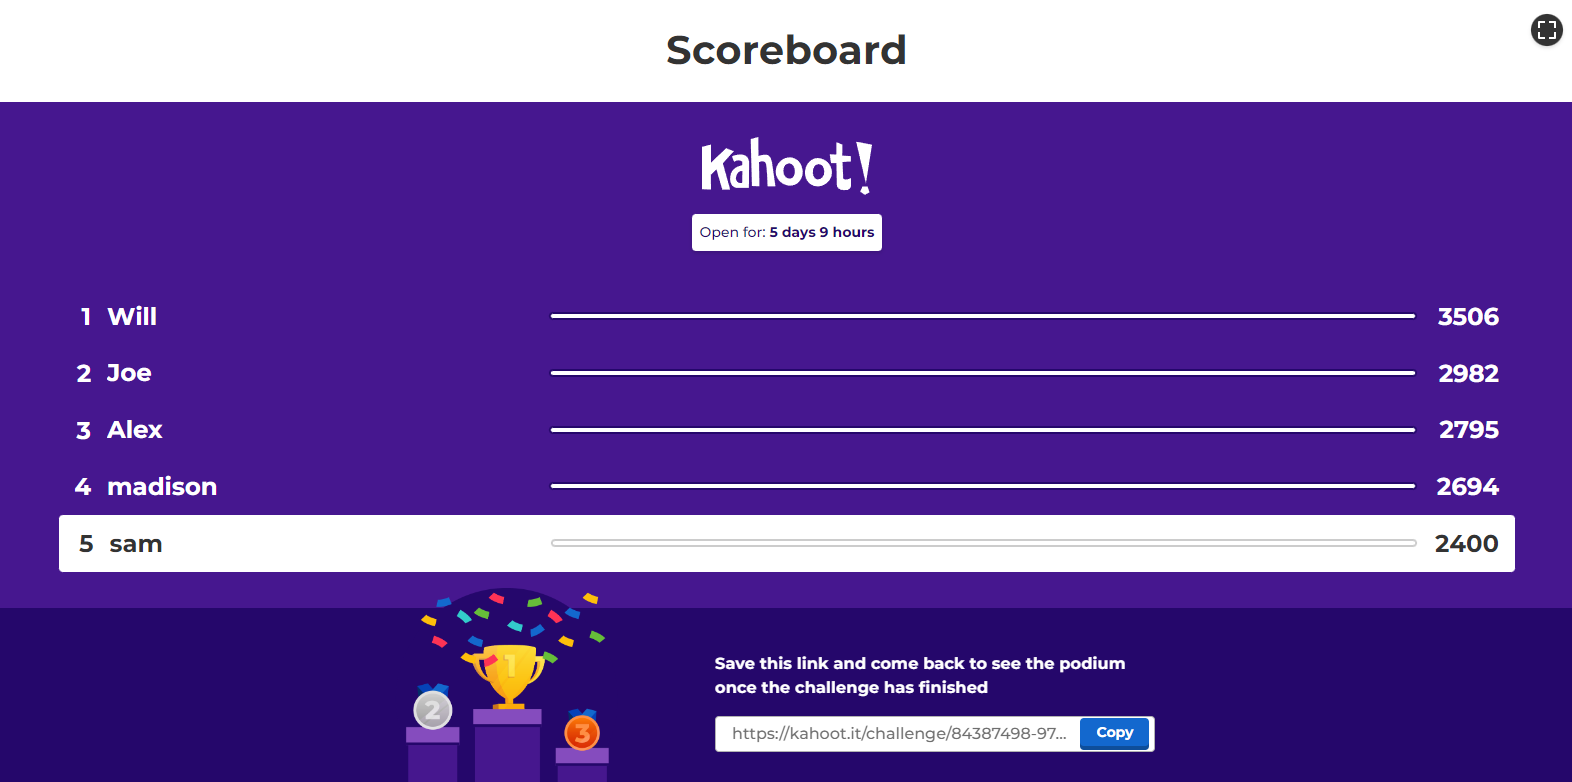 Scoreboard
Kahoot!
Open for: 5 days 9 hours
1 Will 3506
2 Joe 2982
3 Alex 2795
4 madison 2694
5 sam 2400
1
2
3
Save this link and come back to see the podium
once the challenge has finished
https://kahoot.it/challenge/84387498-97... Copy